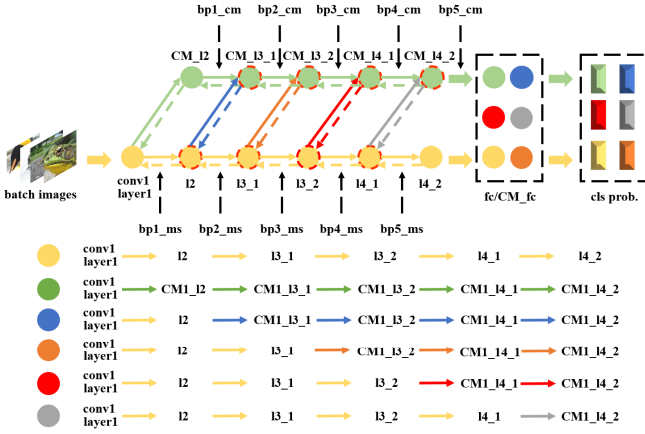 bp1_cm bp2_cm bp3_cm bp4_cm bp5_cm
CM_l2 CM_l3_1 CM_l3_2 CM_l4_1 CM_l4_2
batch images
conv1
layer1
l2 l3_1 l3_2 l4_1 l4_2
fc/CM_fc
cls prob.
bp1_ms bp2_ms bp3_ms bp4_ms bp5_ms
conv1
layer1
l2 l3_1 l3_2 l4_1 l4_2
conv1
layer1
CM1_l2 CM1_l3_1 CM1_l3_2 CM1_l4_1 CM1_l4_2
conv1
layer1
l2 CM1_l3_1 CM1_l3_2 CM1_l4_1 CM1_l4_2
conv1
layer1
l2 l3_1 CM1_l3_2 CM1_14_1 CM1_l4_2
conv1
layer1
l2 l3_1 l3_2 CM1_l4_1 CM1_l4_2
conv1
layer1
l2 l3_1 l3_2 l4_1 CM1_l4_2